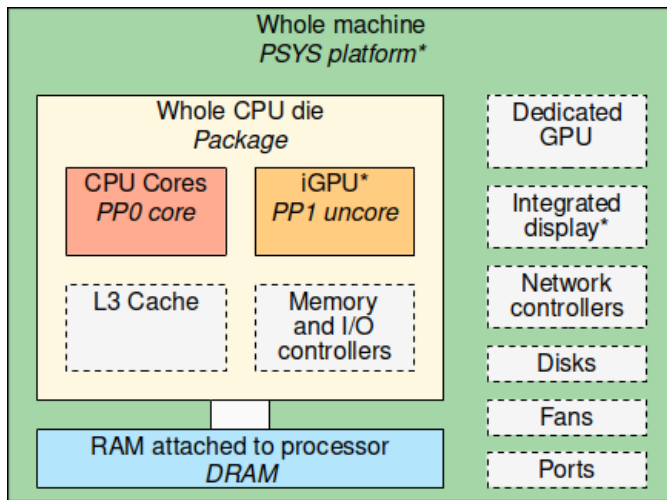 Whole machine
PSYS platform*
Whole CPU die
Package
CPU Cores
PP0 core
iGPU*
PP1 uncore
L3 Cache
Memory
and I/O
controllers
RAM attached to processor
DRAM
Dedicated
GPU
Integrated
display*
Network
controllers
Disks
Fans
Ports